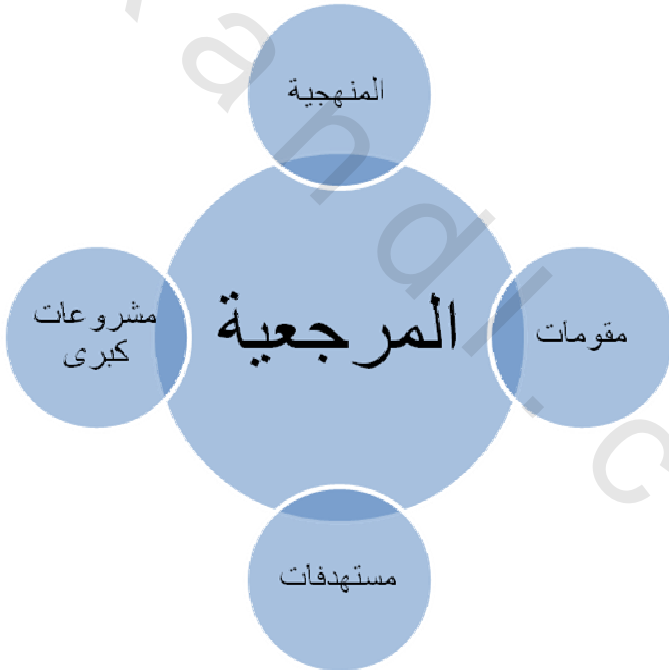 المنهجية
مقومات
المرجعية
مشروعات
كبرى
مستهدفات